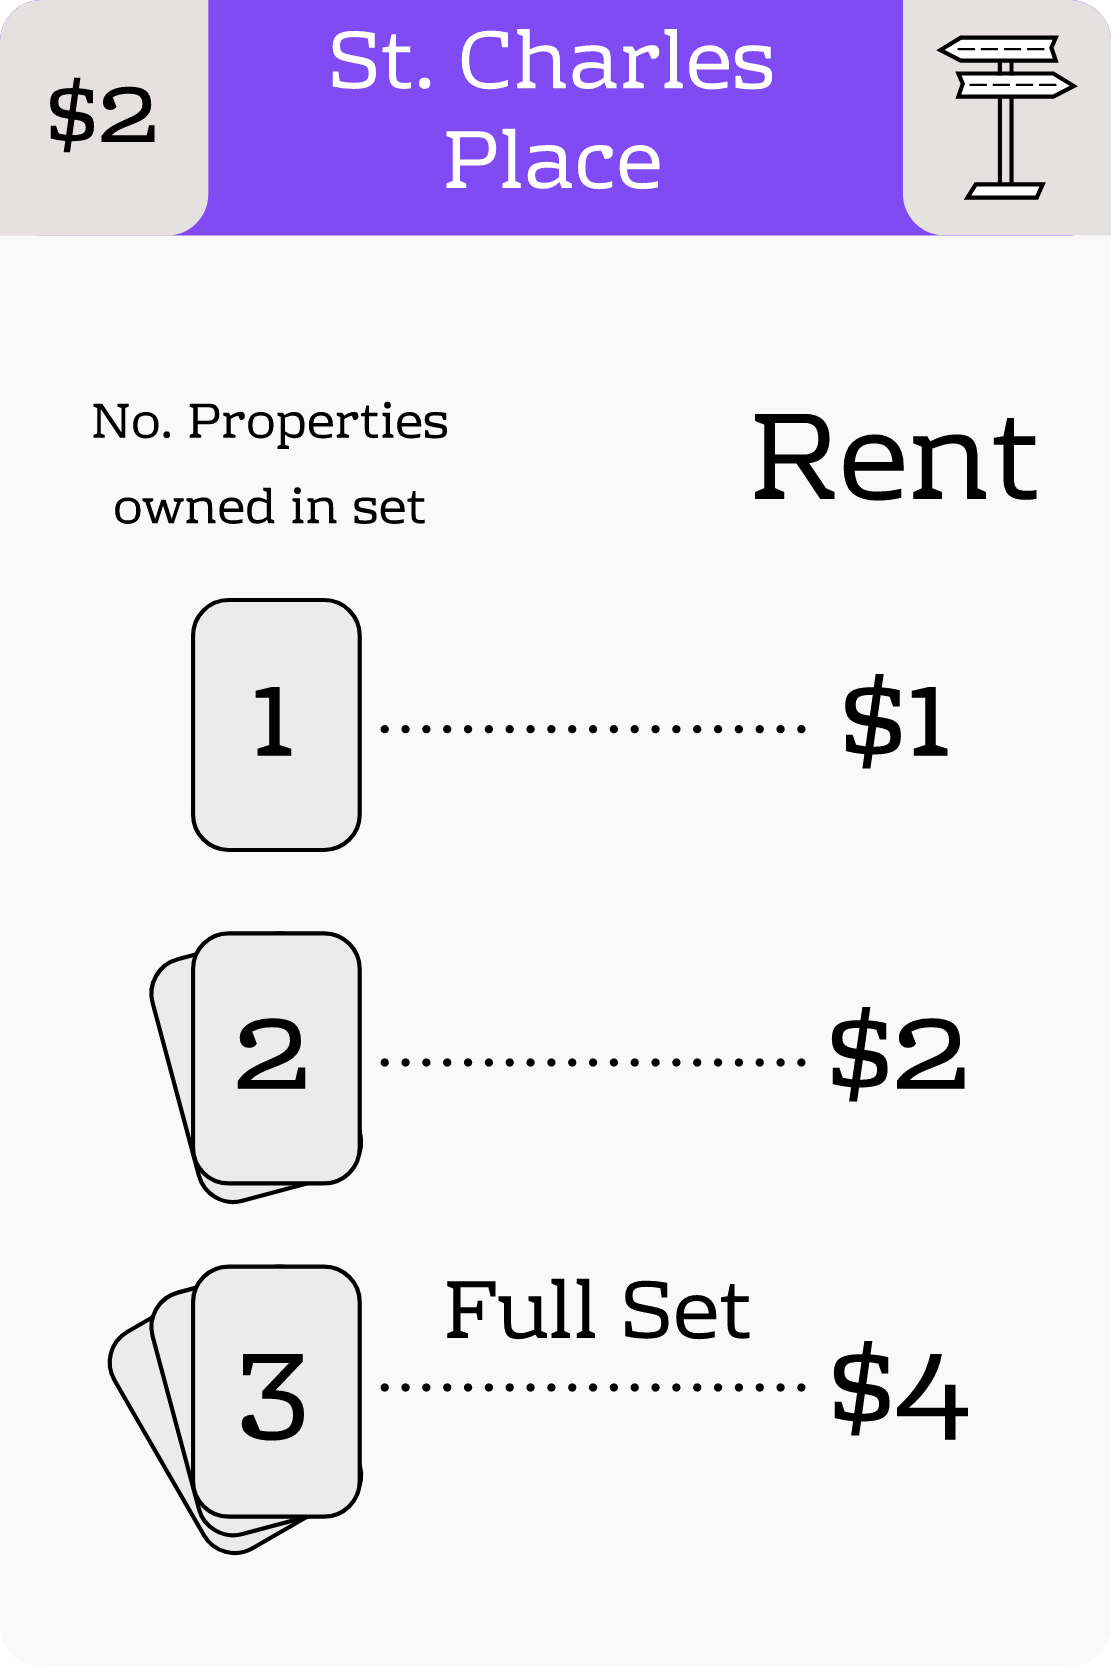 $2
St. Charles
Place
No. Properties
owned in set
Rent
1
$1
2
$2
Full Set
3
$4